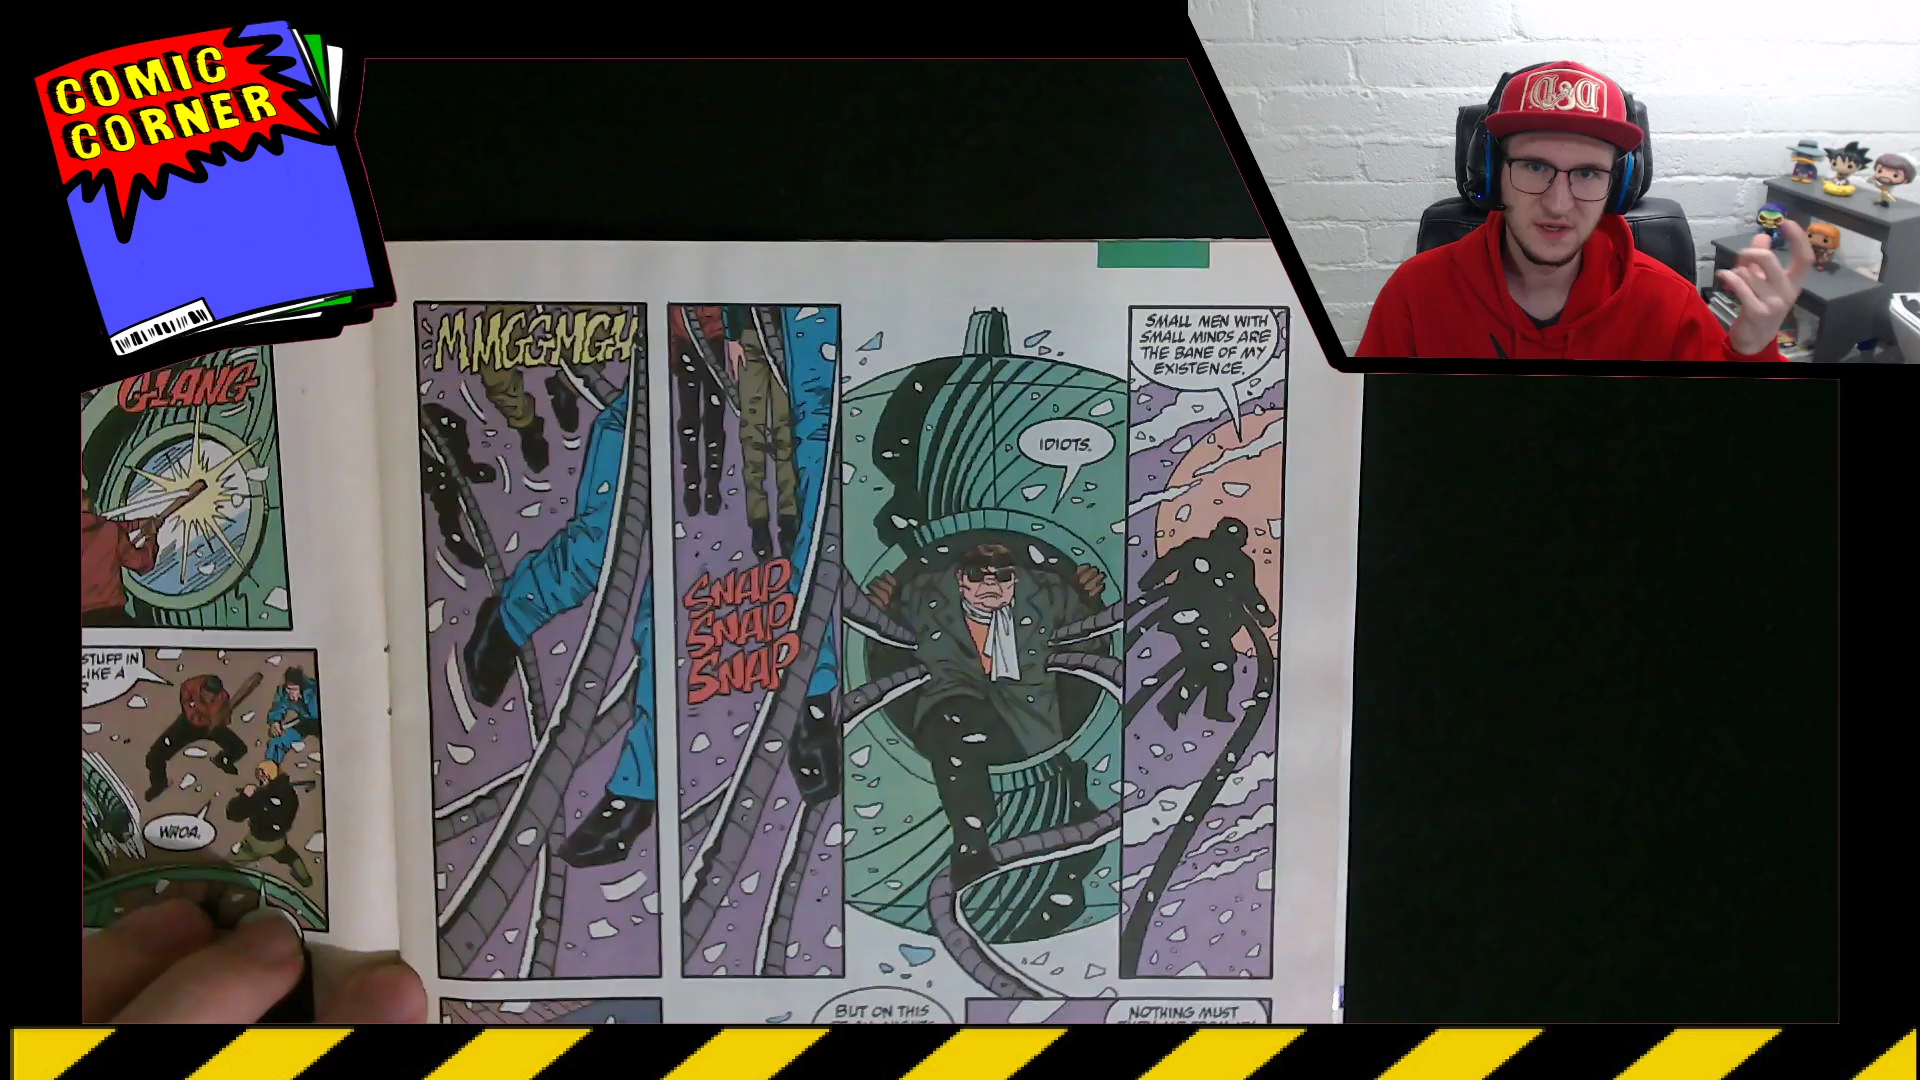 COMIC
CORNER
D&D
CLANG
STUFF IN
LIKE A
WHOA.
MMGGMGH
SNAP
SNAP
SNAP
IDIOTS.
SMALL MEN WITH
SMALL MINDS ARE
THE BANE OF MY
EXISTENCE.
BUT ON THIS
NOTHING MUST